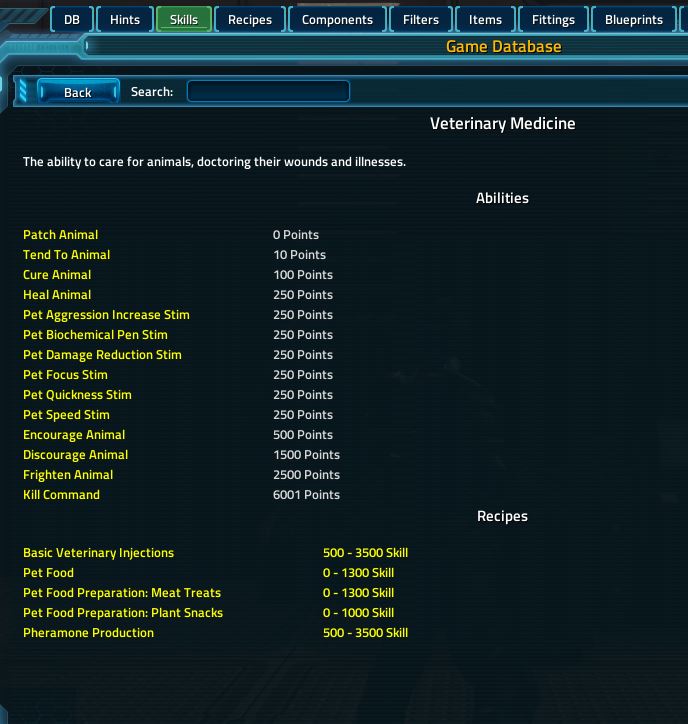 DB Hints Skills Recipes Components Filters Items Fittings Blueprints
Game Database
Back Search:
Veterinary Medicine
The ability to care for animals, doctoring their wounds and illnesses.
Abilities
Patch Animal 0 Points
Tend To Animal 10 Points
Cure Animal 100 Points
Heal Animal 250 Points
Pet Aggression Increase Stim 250 Points
Pet Biochemical Pen Stim 250 Points
Pet Damage Reduction Stim 250 Points
Pet Focus Stim 250 Points
Pet Quickness Stim 250 Points
Pet Speed Stim 250 Points
Encourage Animal 500 Points
Discourage Animal 1500 Points
Frighten Animal 2500 Points
Kill Command 6001 Points
Recipes
Basic Veterinary Injections 500 - 3500 Skill
Pet Food 0 - 1300 Skill
Pet Food Preparation: Meat Treats 0 - 1300 Skill
Pet Food Preparation: Plant Snacks 0 - 1000 Skill
Pheramone Production 500 - 3500 Skill